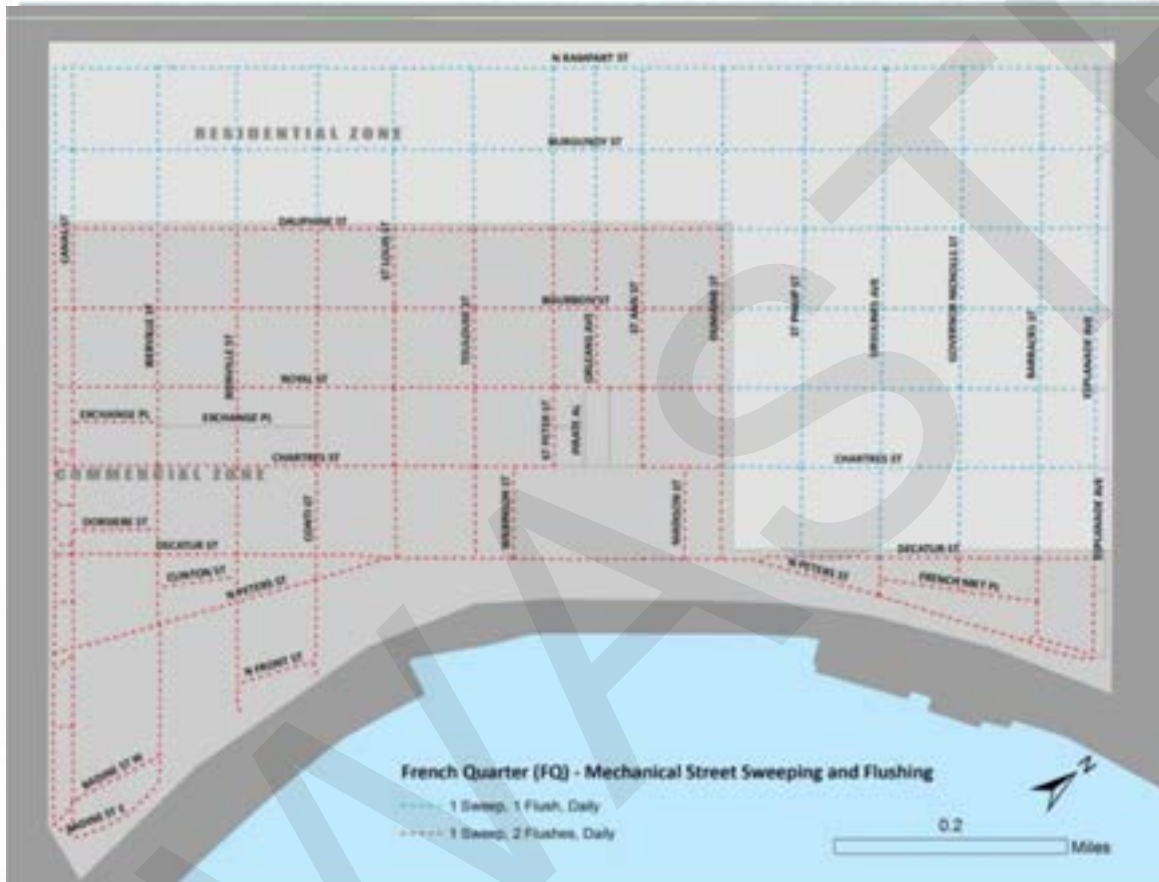 N RAMPART ST
RESIDENTIAL ZONE
BURGUNDY ST
DAUPHINE ST
CANAL ST
ST LOUIS ST
IBERVILLE ST
BIENVILLE ST
TOULOUSE ST
BOURBON ST
ORLEANS AVE
ST ANN ST
DUMAINE ST
ST PHILIP ST
URSULINES AVE
GOVERNOR NICHOLLS ST
BARRACKS ST
ESPLANADE AVE
ROYAL ST
EXCHANGE PL
EXCHANGE PL
ST PETER ST
PIRATE AL
CHARTRES ST
CHARTRES ST
COMMERCIAL ZONE
WILKINSON ST
MADISON ST
ESPLANADE AVE
CONTI ST
DORSIERE ST
DECATUR ST
DECATUR ST
CLINTON ST
N PETERS ST
N PETERS ST
FRENCH MKT PL
N FRONT ST
BADINE ST W
BADINE ST E
French Quarter (FQ) - Mechanical Street Sweeping and Flushing
1 Sweep, 1 Flush, Daily
1 Sweep, 2 Flushes, Daily
N
0.2
Miles
WAST